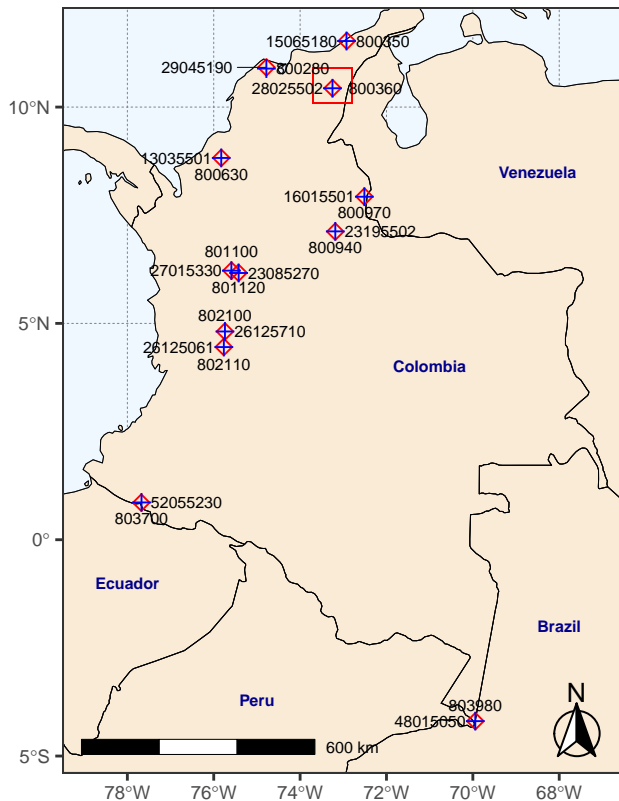 15065180 800350
29045190 800280
10°N
28025502 800360
13035501
800630
Venezuela
16015501
800970
23195502
800940
801100
27015330 23085270
801120
5°N
802100
26125710
26125061
802110
Colombia
52055230
803700
0°
Ecuador
Brazil
Peru
803980
48015050
N
600 km
5°S
78°W 76°W 74°W 72°W 70°W 68°W